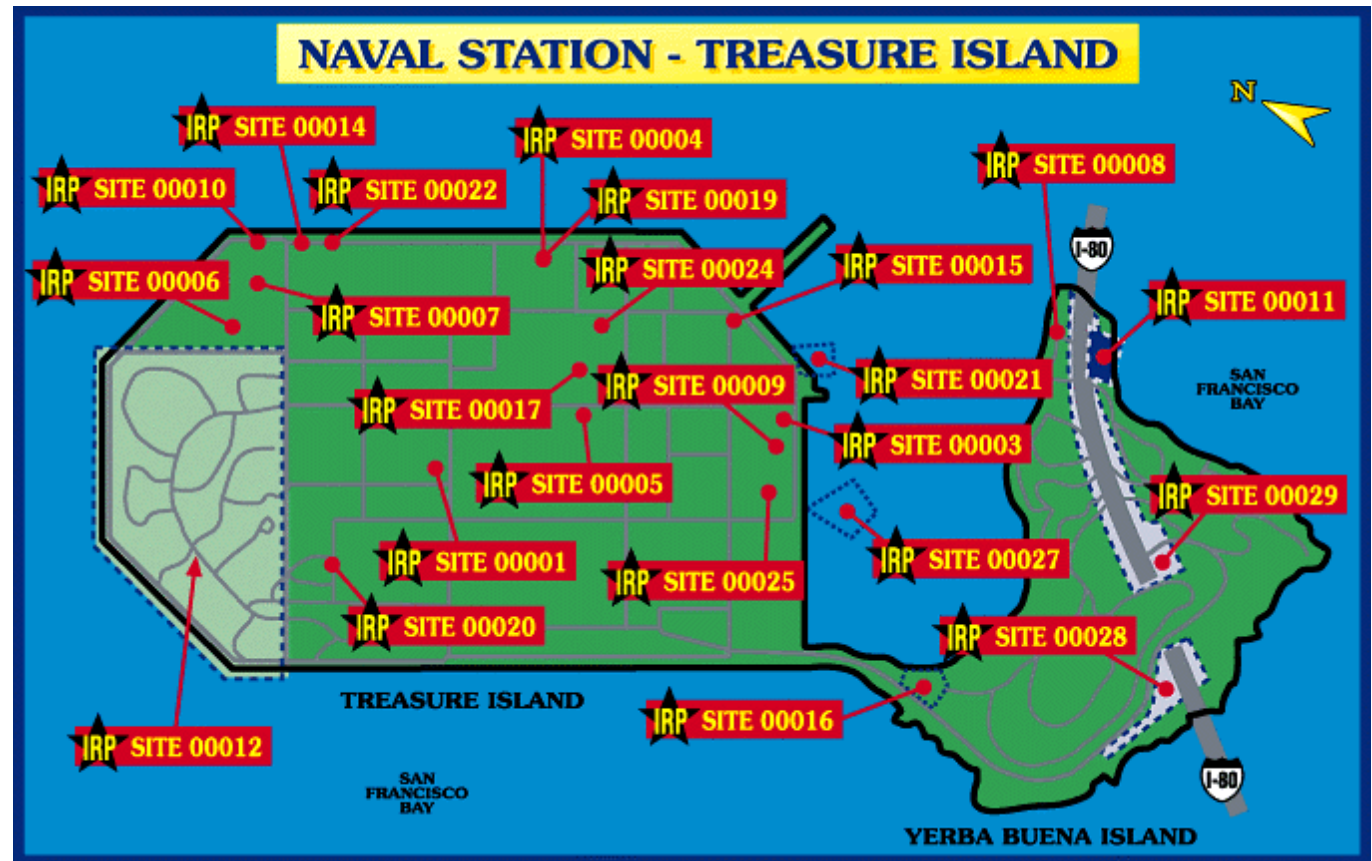 NAVAL STATION - TREASURE ISLAND
N
IRP SITE 00014
IRP SITE 00004
IRP SITE 00008
IRP SITE 00010
IRP SITE 00022
IRP SITE 00019
I-80
IRP SITE 00006
IRP SITE 00024
IRP SITE 00015
IRP SITE 00011
IRP SITE 00007
IRP SITE 00021
SAN
FRANCISCO
BAY
IRP SITE 00009
IRP SITE 00017
IRP SITE 00003
IRP SITE 00005
IRP SITE 00029
IRP SITE 00001
IRP SITE 00025
IRP SITE 00027
IRP SITE 00020
IRP SITE 00028
TREASURE ISLAND
IRP SITE 00016
IRP SITE 00012
SAN
FRANCISCO
BAY
I-80
YERBA BUENA ISLAND